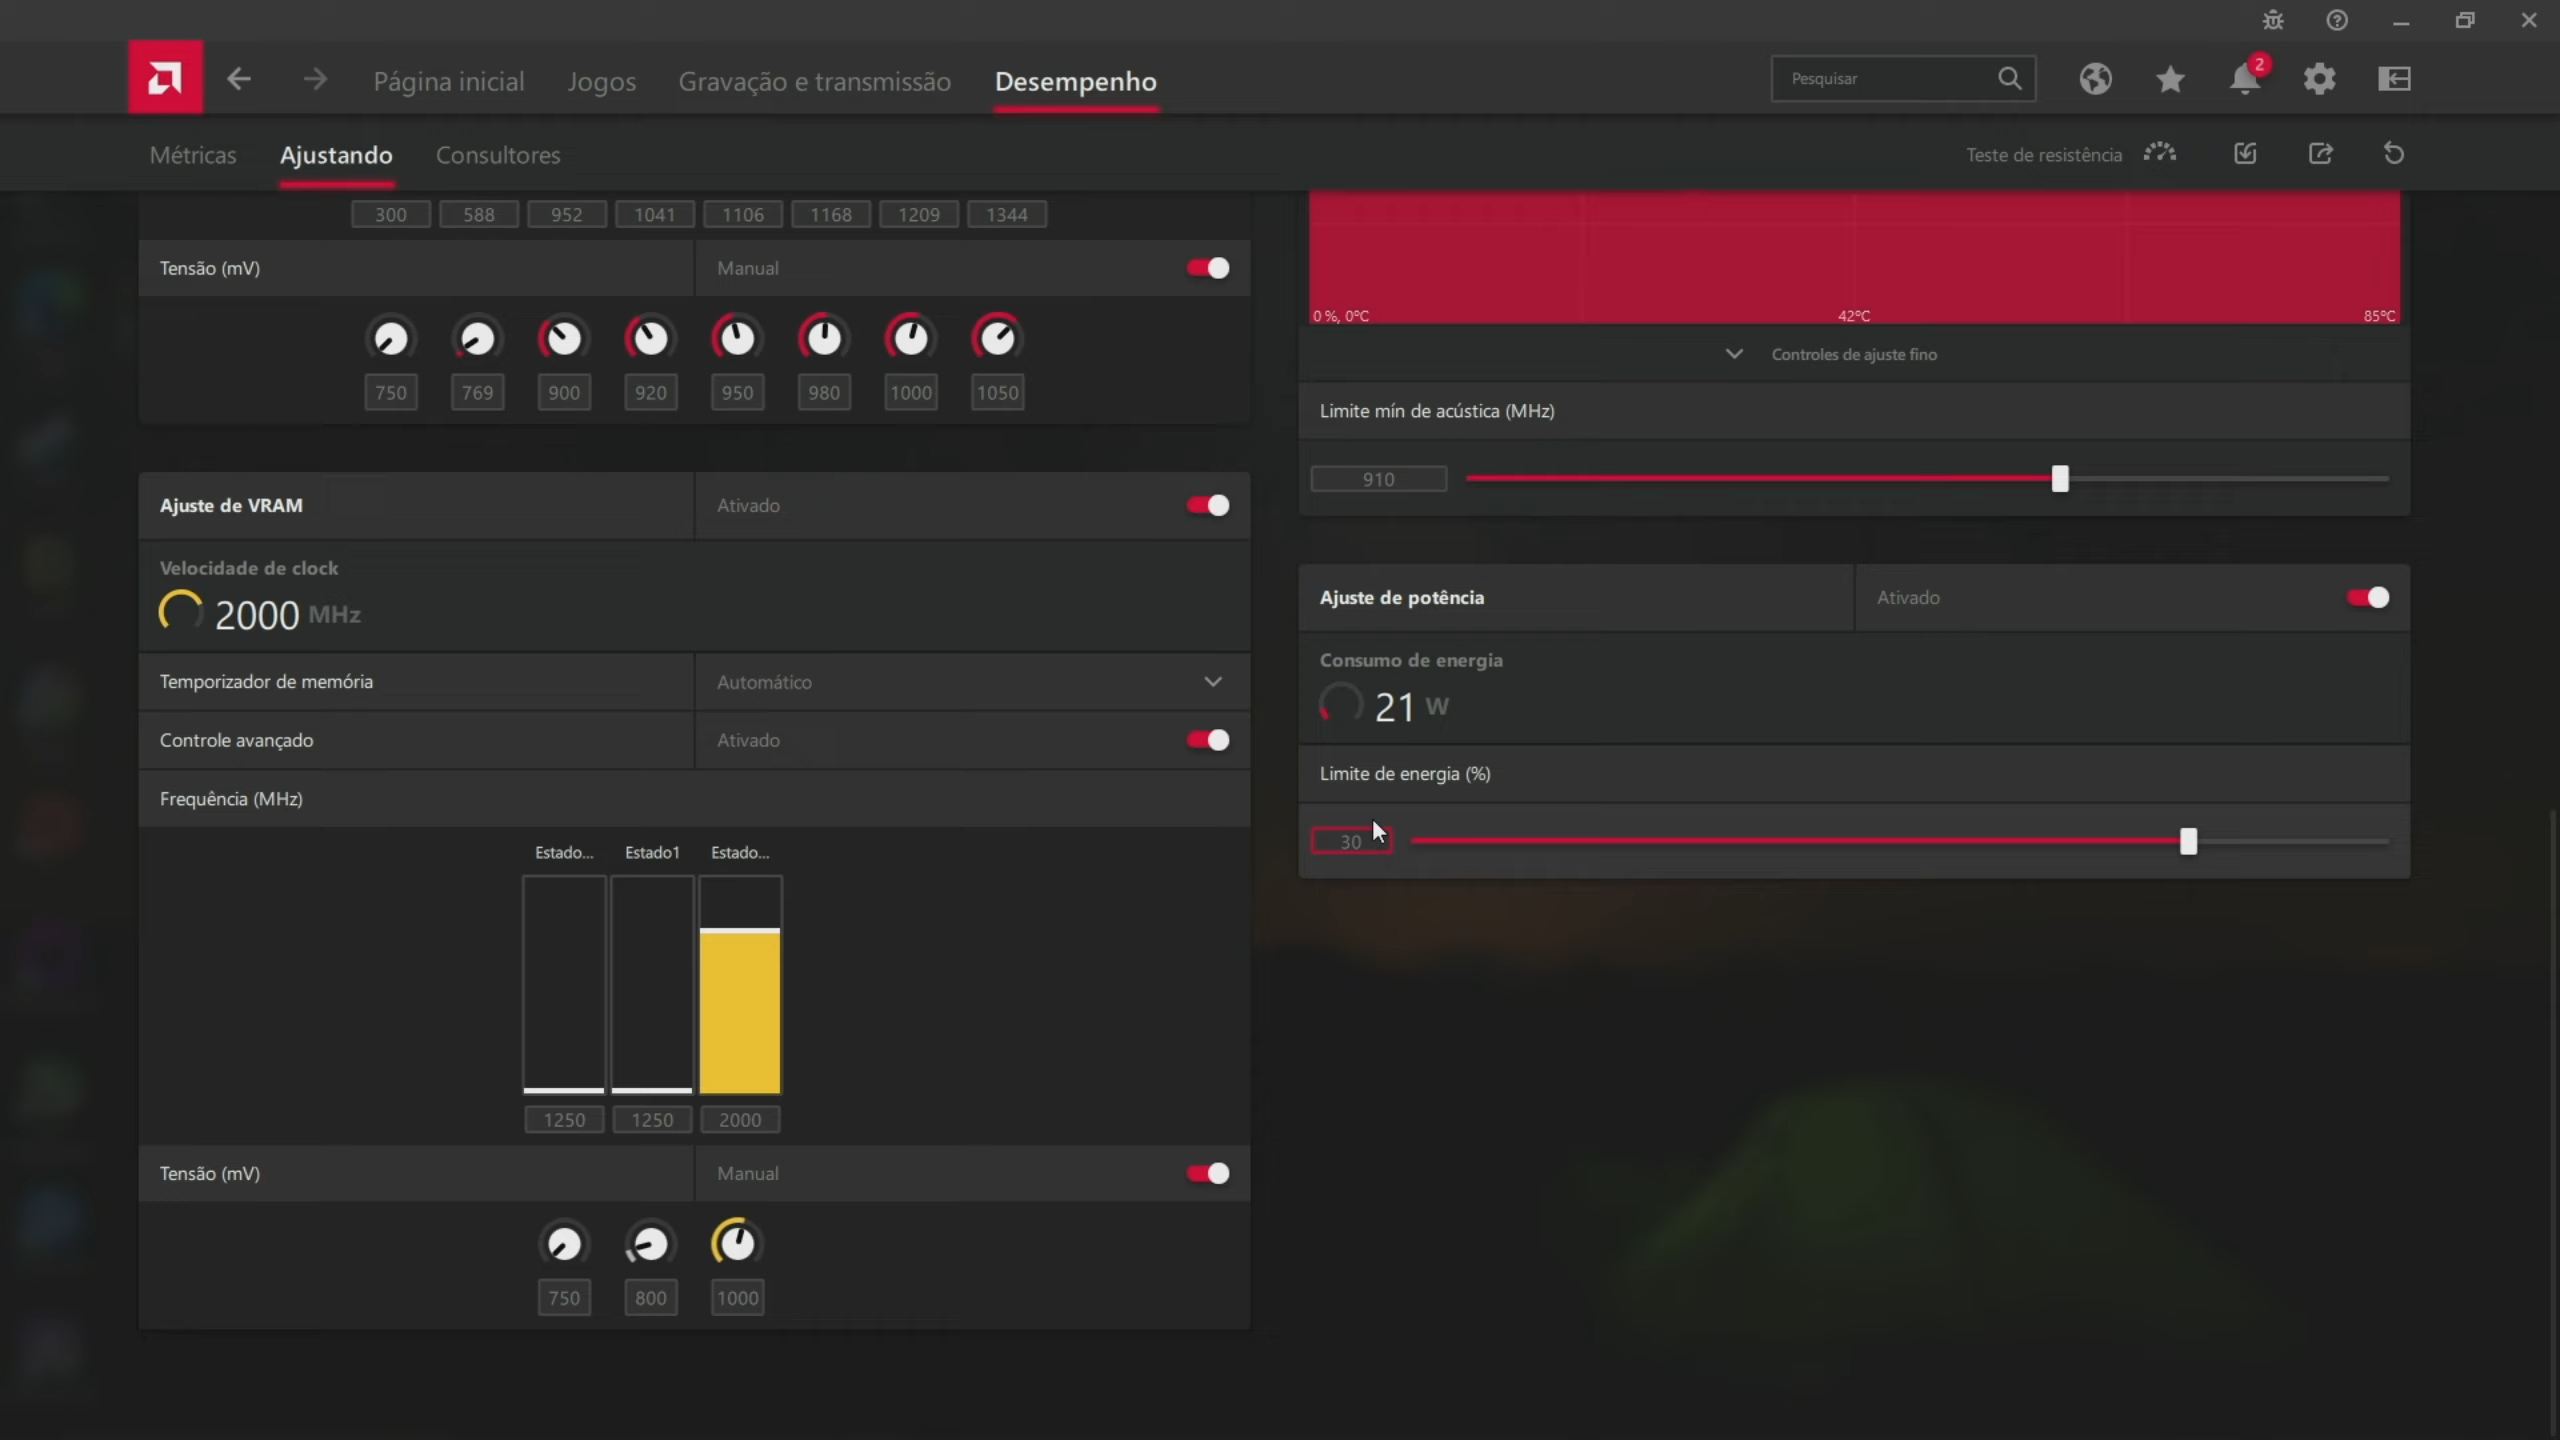 Página inicial
Jogos
Gravação e transmissão
Desempenho
Pesquisar
2
Métricas
Ajustando
Consultores
Teste de resistência
300 588 952 1041 1106 1168 1209 1344
Tensão (mV)
Manual
750 769 900 920 950 980 1000 1050
Ajuste de VRAM
Ativado
Velocidade de clock
2000 MHz
Temporizador de memória
Automático
Controle avançado
Ativado
Frequência (MHz)
Estado... Estado1 Estado...
1250 1250 2000
Tensão (mV)
Manual
750 800 1000
0 %, 0°C
42°C
85°C
Controles de ajuste fino
Limite mín de acústica (MHz)
910
Ajuste de potência
Ativado
Consumo de energia
21 W
Limite de energia (%)
30